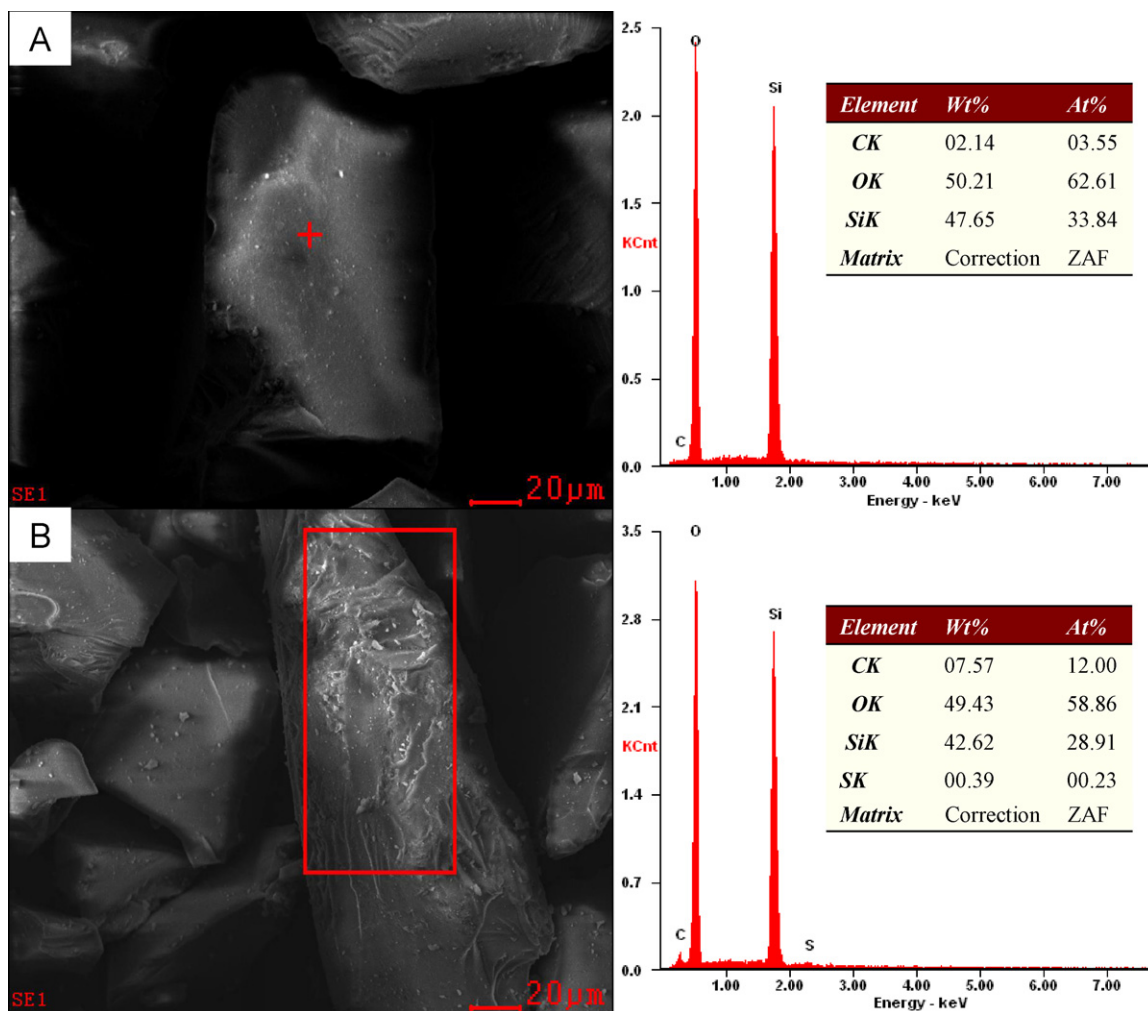 A
SE1
20µm
2.5
2.0
1.5
KCnt
1.0
0.5
0.0
O
Si
C
1.00 2.00 3.00 4.00 5.00 6.00 7.00
Energy - keV
Element Wt% At%
CK 02.14 03.55
OK 50.21 62.61
SiK 47.65 33.84
Matrix Correction ZAF
B
SE1
20µm
3.5
2.8
2.1
KCnt
1.4
0.7
0.0
O
Si
C
S
1.00 2.00 3.00 4.00 5.00 6.00 7.00
Energy - keV
Element Wt% At%
CK 07.57 12.00
OK 49.43 58.86
SiK 42.62 28.91
SK 00.39 00.23
Matrix Correction ZAF